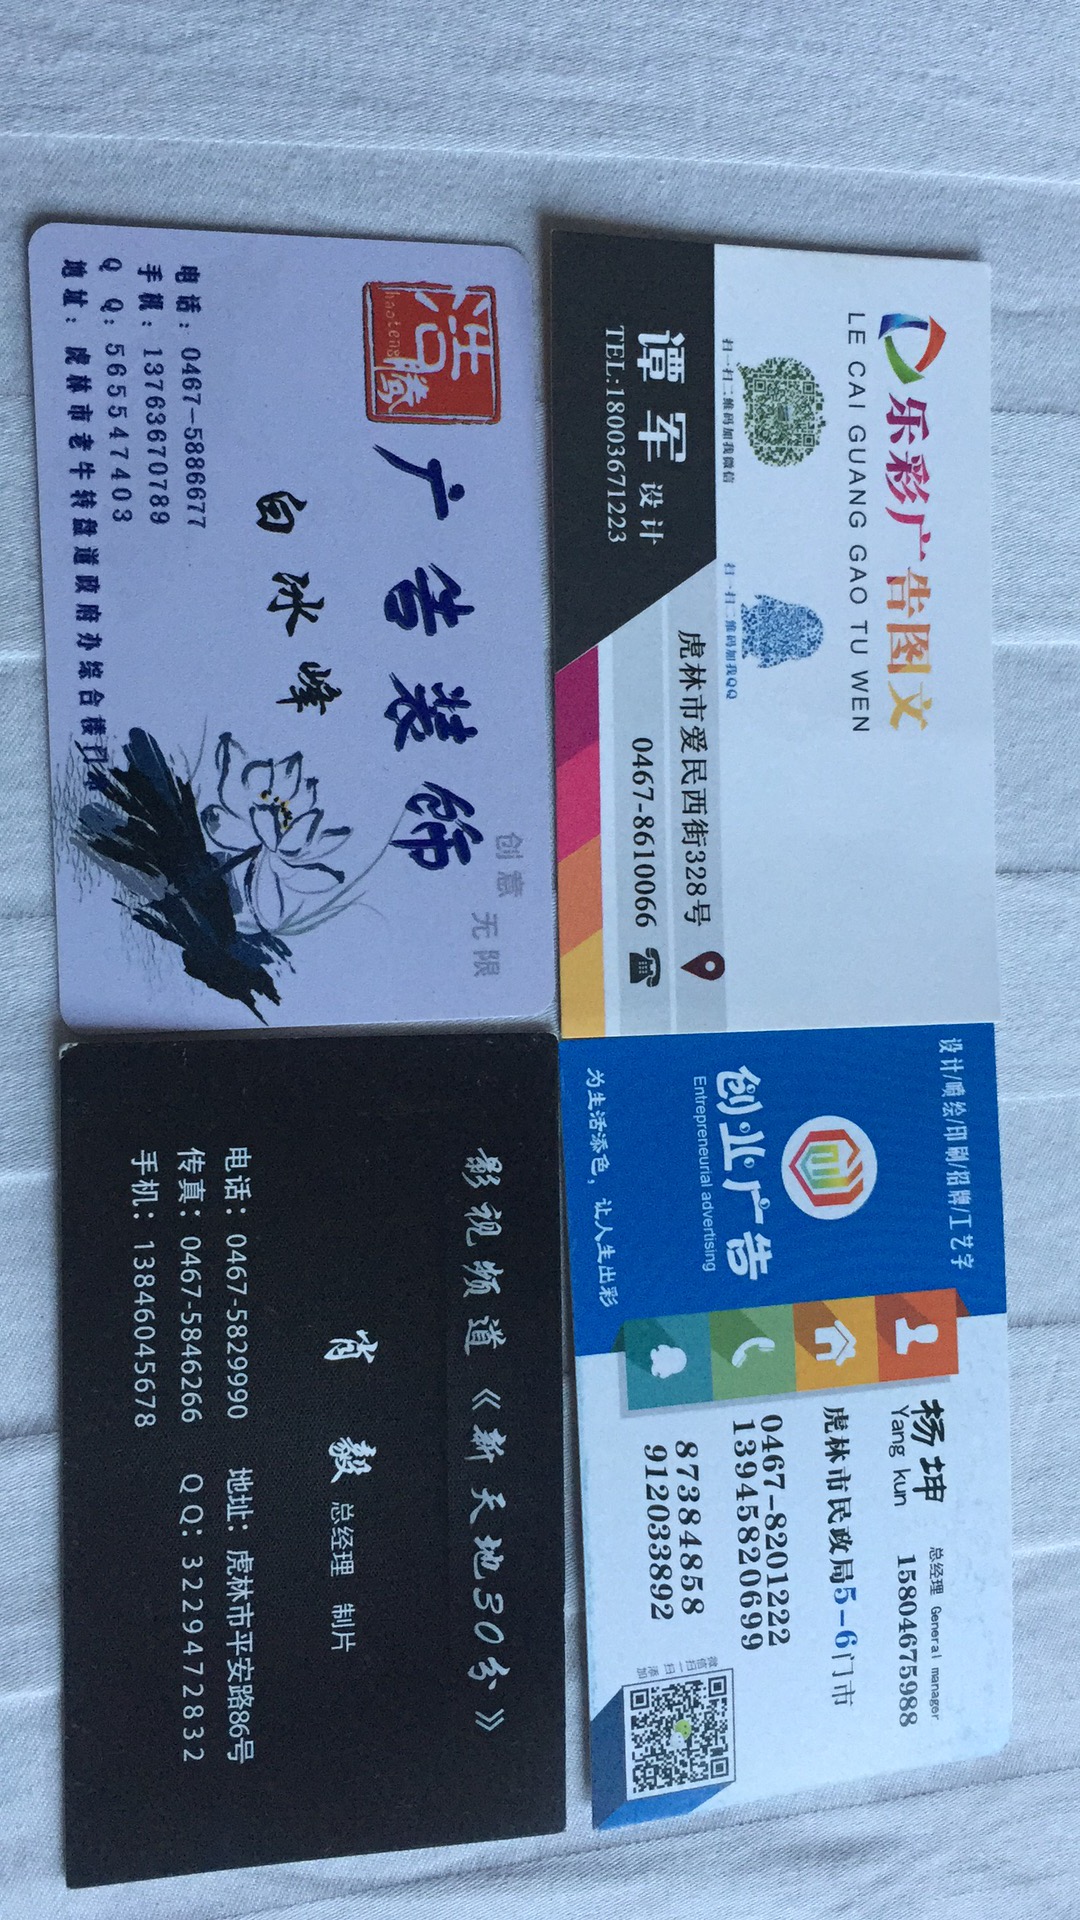 乐彩广告图文
LE CAI GUANG GAO TU WEN
扫一扫二维码加我微信
扫一扫二维码加我QQ
谭军 设计
TEL:18003671223
虎林市爱民西街328号
0467-8610066
设计/喷绘/印刷/招牌/工艺字
创业广告
Entrepreneurial advertising
为生活添色，让人生出彩
杨坤 总经理 General manager
Yang kun 15804675988
虎林市民政局5-6门市
0467-8201222
13945820699
87384858
912033892
微信扫一扫添加
浩腾
haoteng
广告装饰
创意无限
白冰峰
电话：0467—5886677
手机：13763670789
Q Q：565547403
地址：虎林市老牛转盘道政府办综合楼门市
影视频道《新天地30分》
肖毅 总经理 制片
电话：0467-5829990 地址：虎林市平安路86号
传真：0467-5846266 QQ：3229472832
手机：13846045678